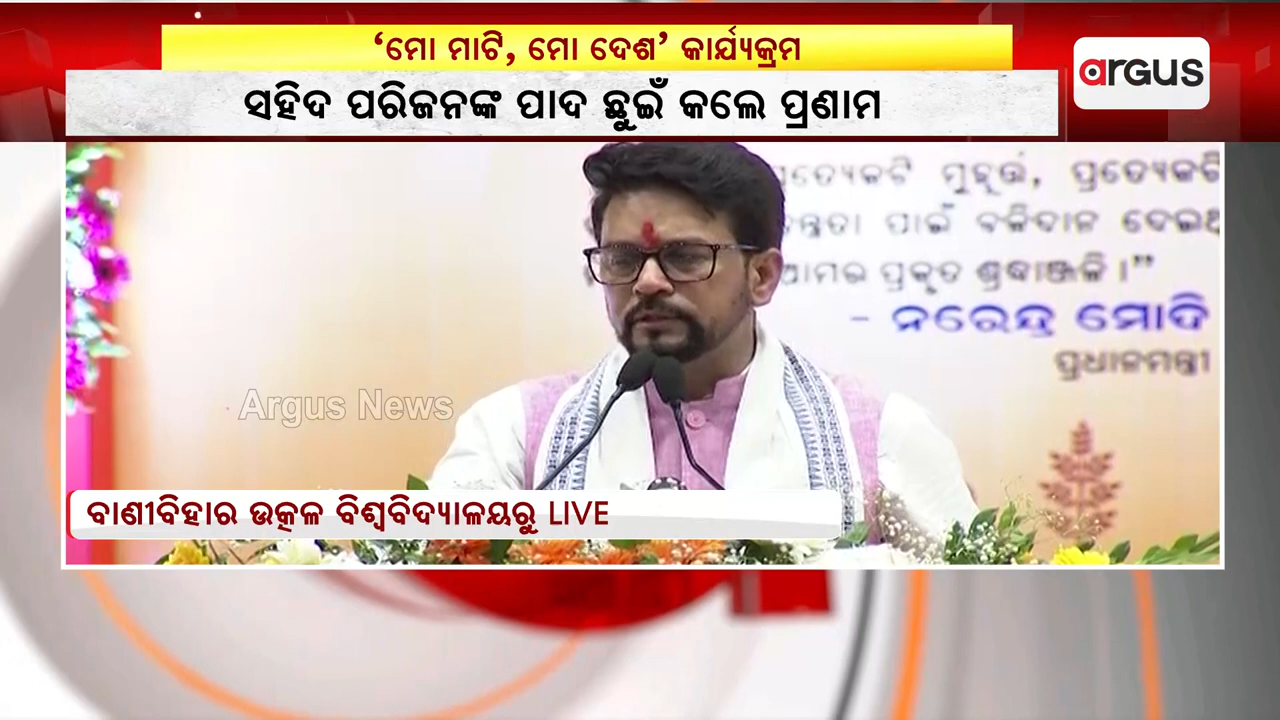 ‘ମୋ ମାଟି, ମୋ ଦେଶ’ କାର୍ଯ୍ୟକ୍ରମ
ସହିଦ ପରିଜନଙ୍କ ପାଦ ଛୁଇଁ କଲେ ପ୍ରଣାମ
argus
ପ୍ରତ୍ୟେକଟି ମୁହୂର୍ତ୍ତ, ପ୍ରତ୍ୟେକଟି
ପାଇଁ ବଳିଦାନ
ଆମର ପ୍ରକୃତ ଶ୍ରଦ୍ଧାଞ୍ଜଳି ।”
- ନରେନ୍ଦ୍ର ମୋଦି
ପ୍ରଧାନମନ୍ତ୍ରୀ
Argus News
ବାଣୀବିହାର ଉତ୍କଳ ବିଶ୍ୱବିଦ୍ୟାଳୟରୁ LIVE